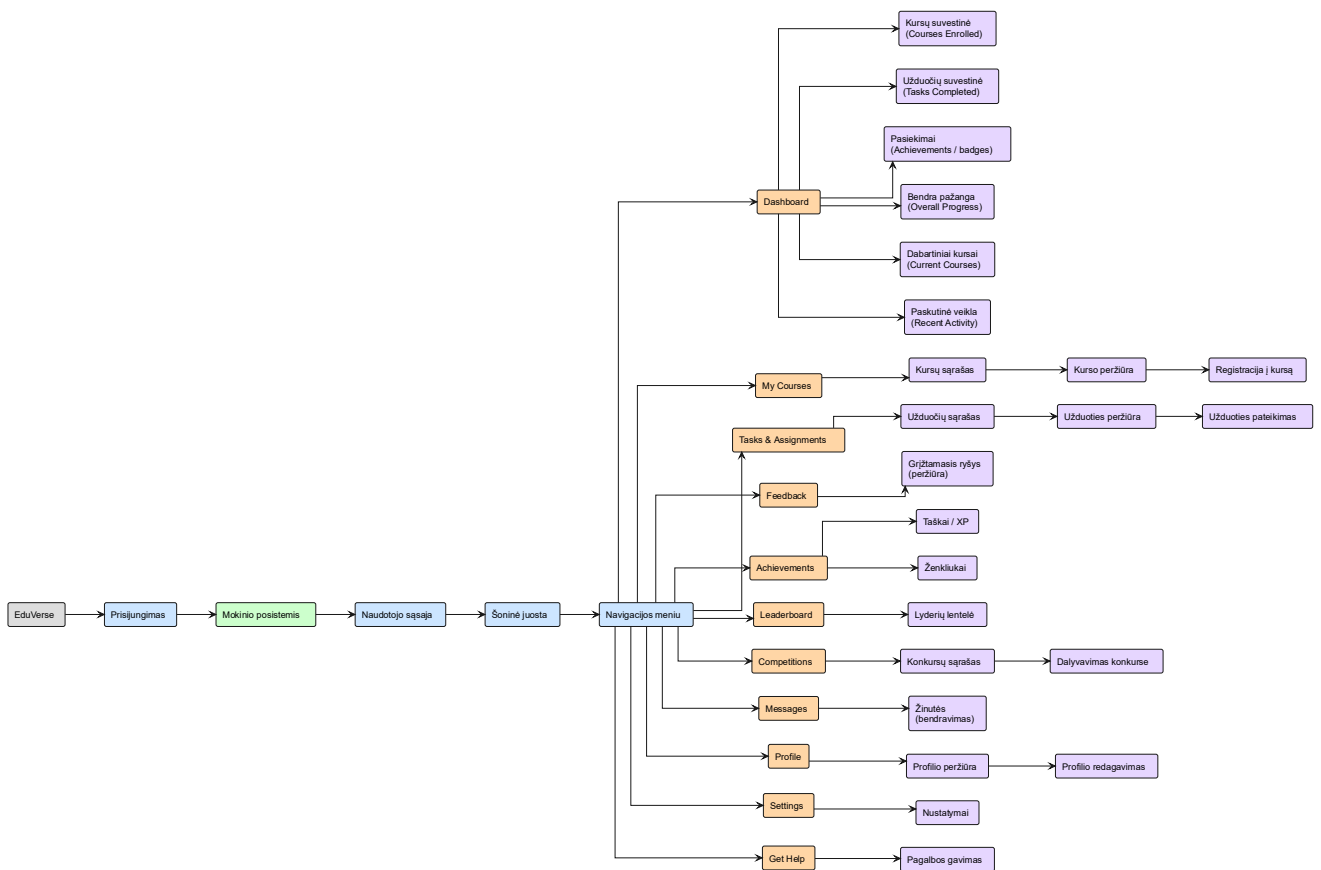 Kursų suvestinė
(Courses Enrolled)
Užduočių suvestinė
(Tasks Completed)
Pasiekimai
(Achievements / badges)
Dashboard
Bendra pažanga
(Overall Progress)
Dabartiniai kursai
(Current Courses)
Paskutinė veikla
(Recent Activity)
My Courses
Kursų sąrašas
Kurso peržiūra
Registracija į kursą
Tasks & Assignments
Užduočių sąrašas
Užduoties peržiūra
Užduoties pateikimas
Feedback
Grįžtamasis ryšys
(peržiūra)
Taškai / XP
Achievements
Ženkliukai
EduVerse
Prisijungimas
Mokinio posistemis
Naudotojo sąsaja
Šoninė juosta
Navigacijos meniu
Leaderboard
Lyderių lentelė
Competitions
Konkursų sąrašas
Dalyvavimas konkurse
Messages
Žinutės
(bendravimas)
Profile
Profilio peržiūra
Profilio redagavimas
Settings
Nustatymai
Get Help
Pagalbos gavimas